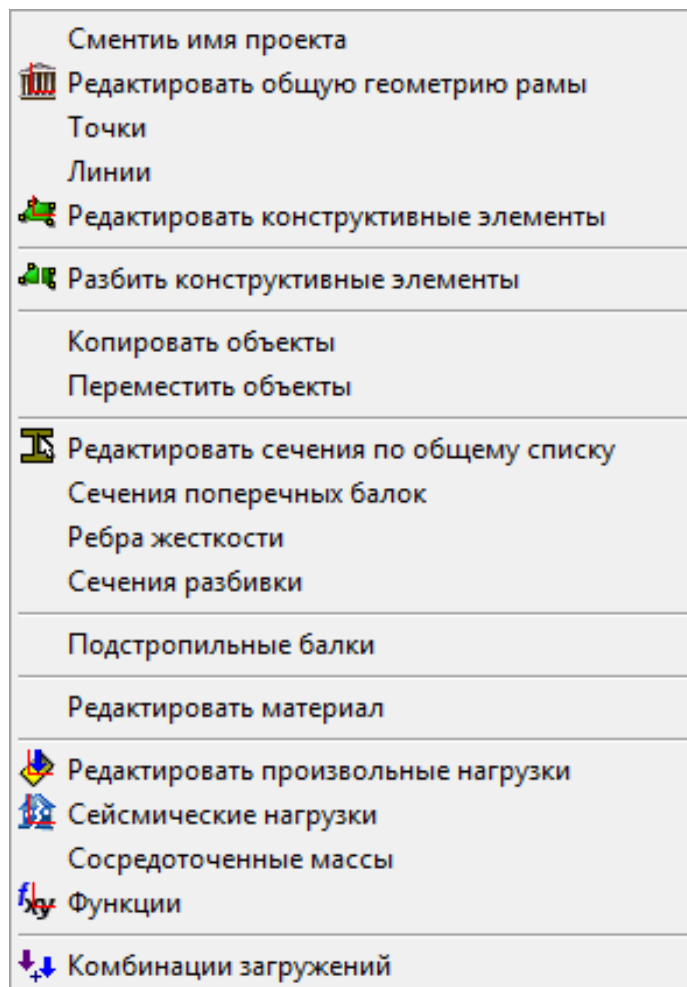 Сментиь имя проекта
Редактировать общую геометрию рамы
Точки
Линии
Редактировать конструктивные элементы
Разбить конструктивные элементы
Копировать объекты
Переместить объекты
Редактировать сечения по общему списку
Сечения поперечных балок
Ребра жесткости
Сечения разбивки
Подстропильные балки
Редактировать материал
Редактировать произвольные нагрузки
Сейсмические нагрузки
Сосредоточенные массы
fxy Функции
Комбинации загружений